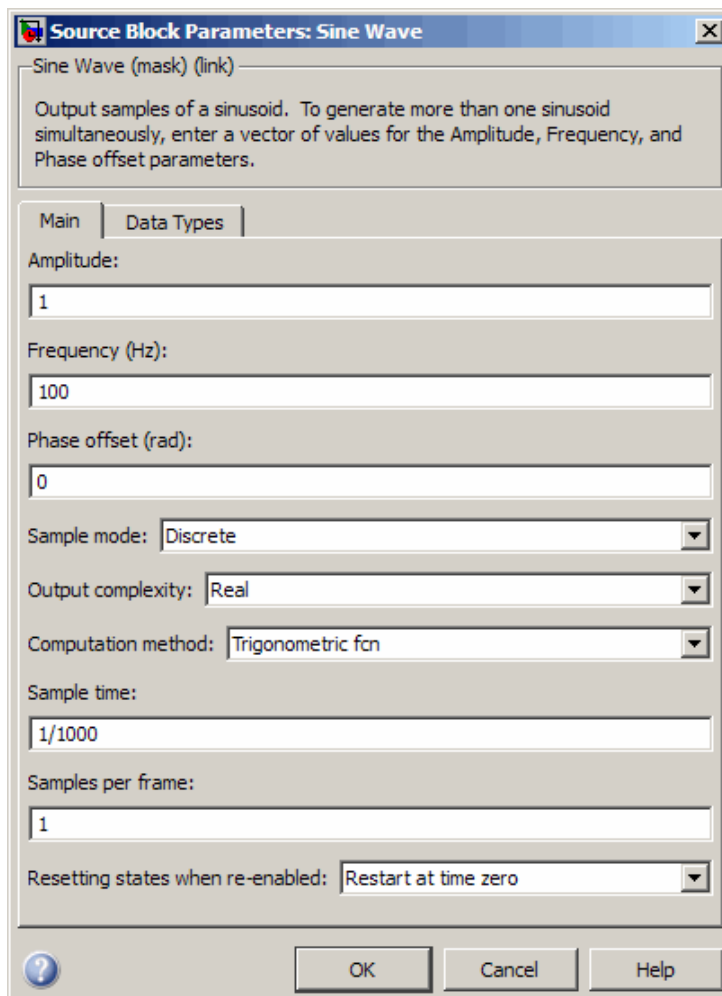 Source Block Parameters: Sine Wave
Sine Wave (mask) (link)
Output samples of a sinusoid. To generate more than one sinusoid
simultaneously, enter a vector of values for the Amplitude, Frequency, and
Phase offset parameters.
Main Data Types
Amplitude:
1
Frequency (Hz):
100
Phase offset (rad):
0
Sample mode: Discrete
Output complexity: Real
Computation method: Trigonometric fcn
Sample time:
1/1000
Samples per frame:
1
Resetting states when re-enabled: Restart at time zero
? OK Cancel Help